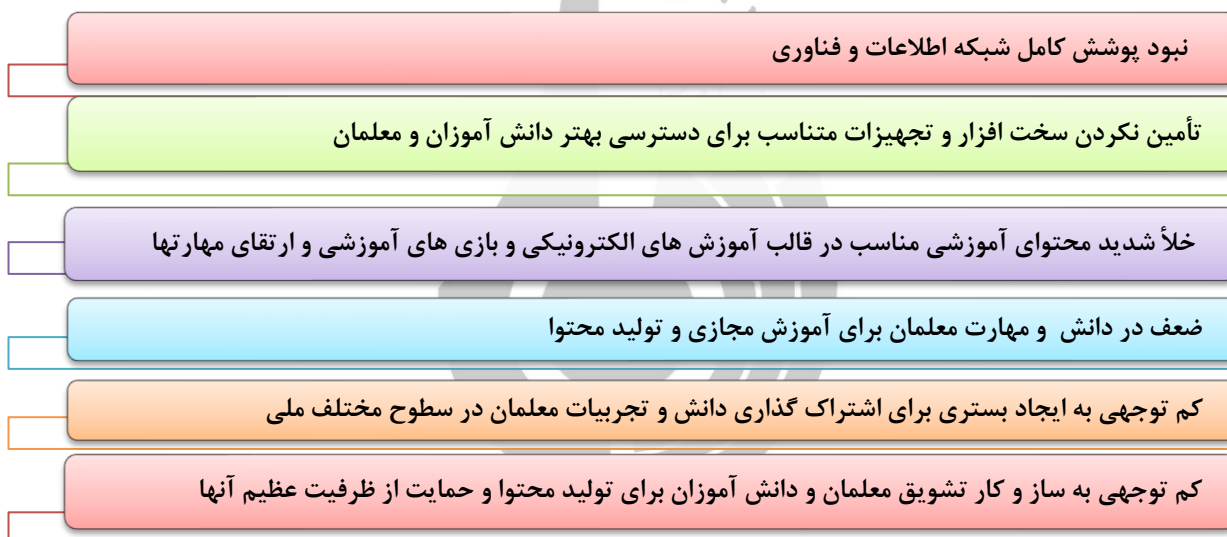 نبود پوشش کامل شبکه اطلاعات و فناوری
تأمین نکردن سخت افزار و تجهیزات متناسب برای دسترسی بهتر دانش آموزان و معلمان
خلأ شدید محتوای آموزشی مناسب در قالب آموزش های الکترونیکی و بازی های آموزشی و ارتقای مهارتها
ضعف در دانش و مهارت معلمان برای آموزش مجازی و تولید محتوا
کم توجهی به ایجاد بستری برای اشتراک گذاری دانش و تجربیات معلمان در سطوح مختلف ملی
کم توجهی به ساز و کار تشویق معلمان و دانش آموزان برای تولید محتوا و حمایت از ظرفیت عظیم آنها